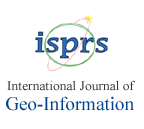 isprs
International Journal of
Geo-Information